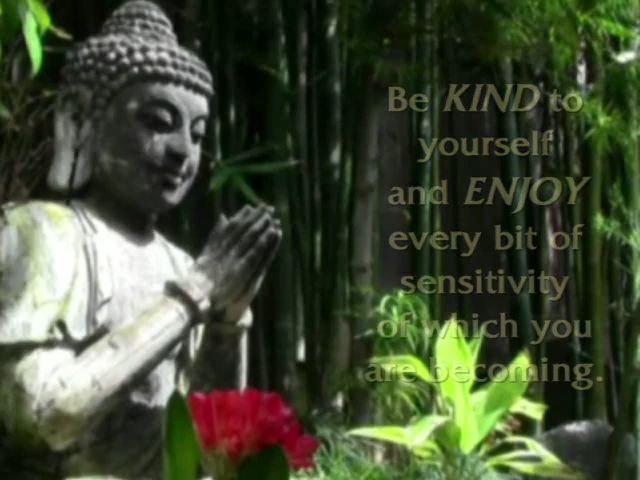 Be KIND to
yourself
and ENJOY
every bit of
sensitivity
of which you
are becoming.